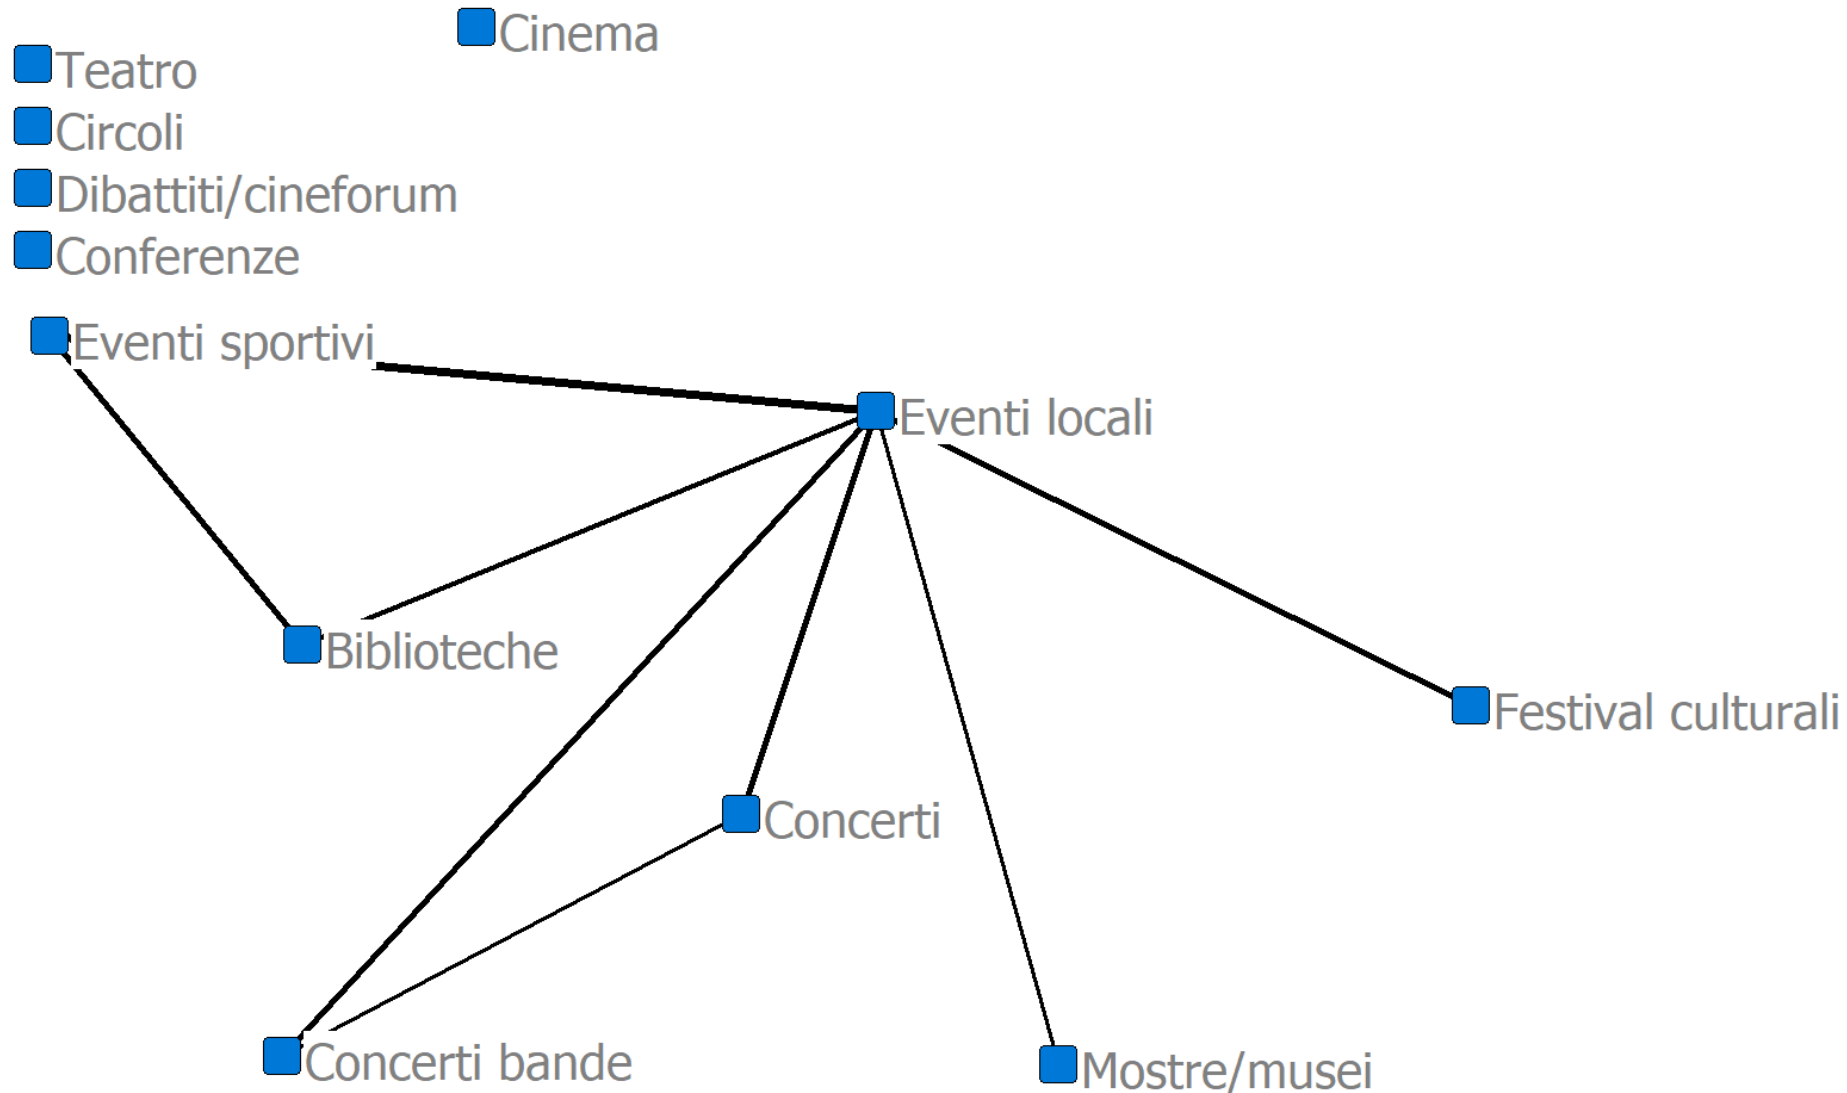 Cinema
Teatro
Circoli
Dibattiti/cineforum
Conferenze
Eventi sportivi
Eventi locali
Biblioteche
Festival culturali
Concerti
Concerti bande
Mostre/musei